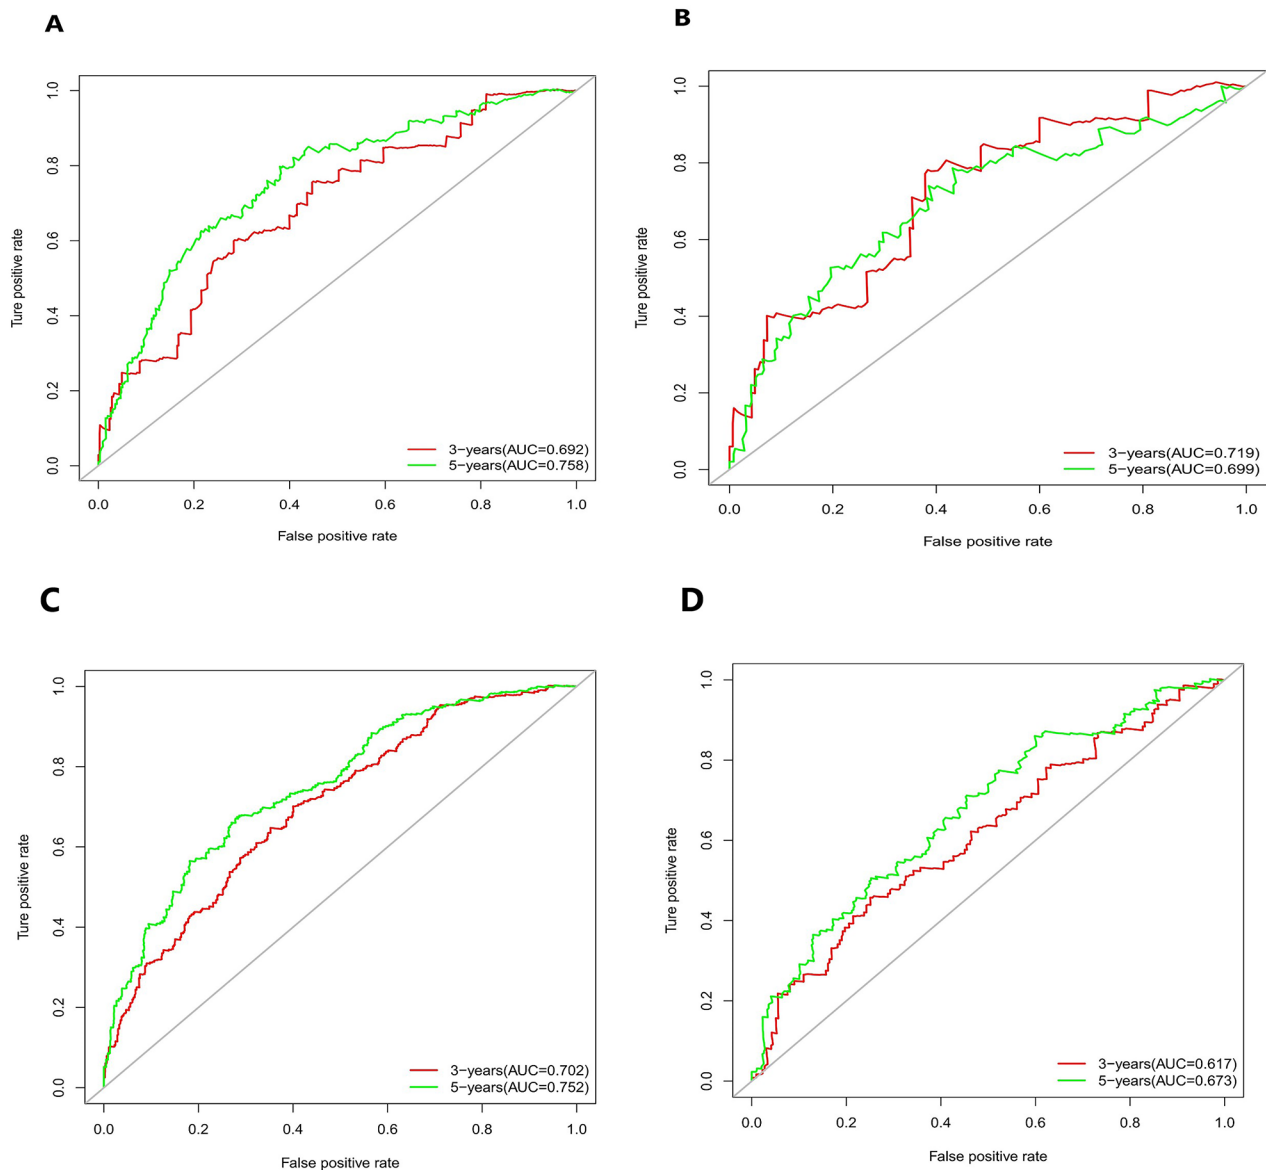 A
Ture positive rate
1.0
0.8
0.6
0.4
0.2
0.0
3-years(AUC=0.692)
5-years(AUC=0.758)
0.0 0.2 0.4 0.6 0.8 1.0
False positive rate
B
Ture positive rate
1.0
0.8
0.6
0.4
0.2
0.0
3-years(AUC=0.719)
5-years(AUC=0.699)
0.0 0.2 0.4 0.6 0.8 1.0
False positive rate
C
Ture positive rate
1.0
0.8
0.6
0.4
0.2
0.0
3-years(AUC=0.702)
5-years(AUC=0.752)
0.0 0.2 0.4 0.6 0.8 1.0
False positive rate
D
Ture positive rate
1.0
0.8
0.6
0.4
0.2
0.0
3-years(AUC=0.617)
5-years(AUC=0.673)
0.0 0.2 0.4 0.6 0.8 1.0
False positive rate